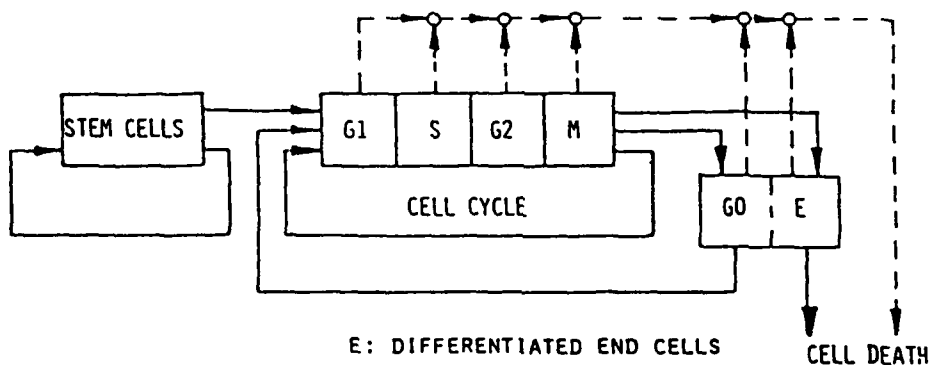 STEM CELLS
G1 S G2 M
CELL CYCLE
G0 E
E: DIFFERENTIATED END CELLS
CELL DEATH